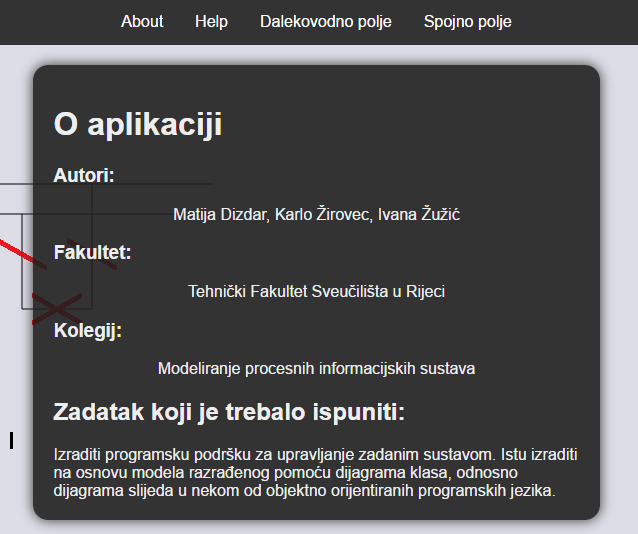 About Help Dalekovodno polje Spojno polje
O aplikaciji
Autori:
Matija Dizdar, Karlo Žirovec, Ivana Žužić
Fakultet:
Tehnički Fakultet Sveučilišta u Rijeci
Kolegij:
Modeliranje procesnih informacijskih sustava
Zadatak koji je trebalo ispuniti:
Izraditi programsku podršku za upravljanje zadanim sustavom. Istu izraditi
na osnovu modela razrađenog pomoću dijagrama klasa, odnosno
dijagrama slijeda u nekom od objektno orijentiranih programskih jezika.